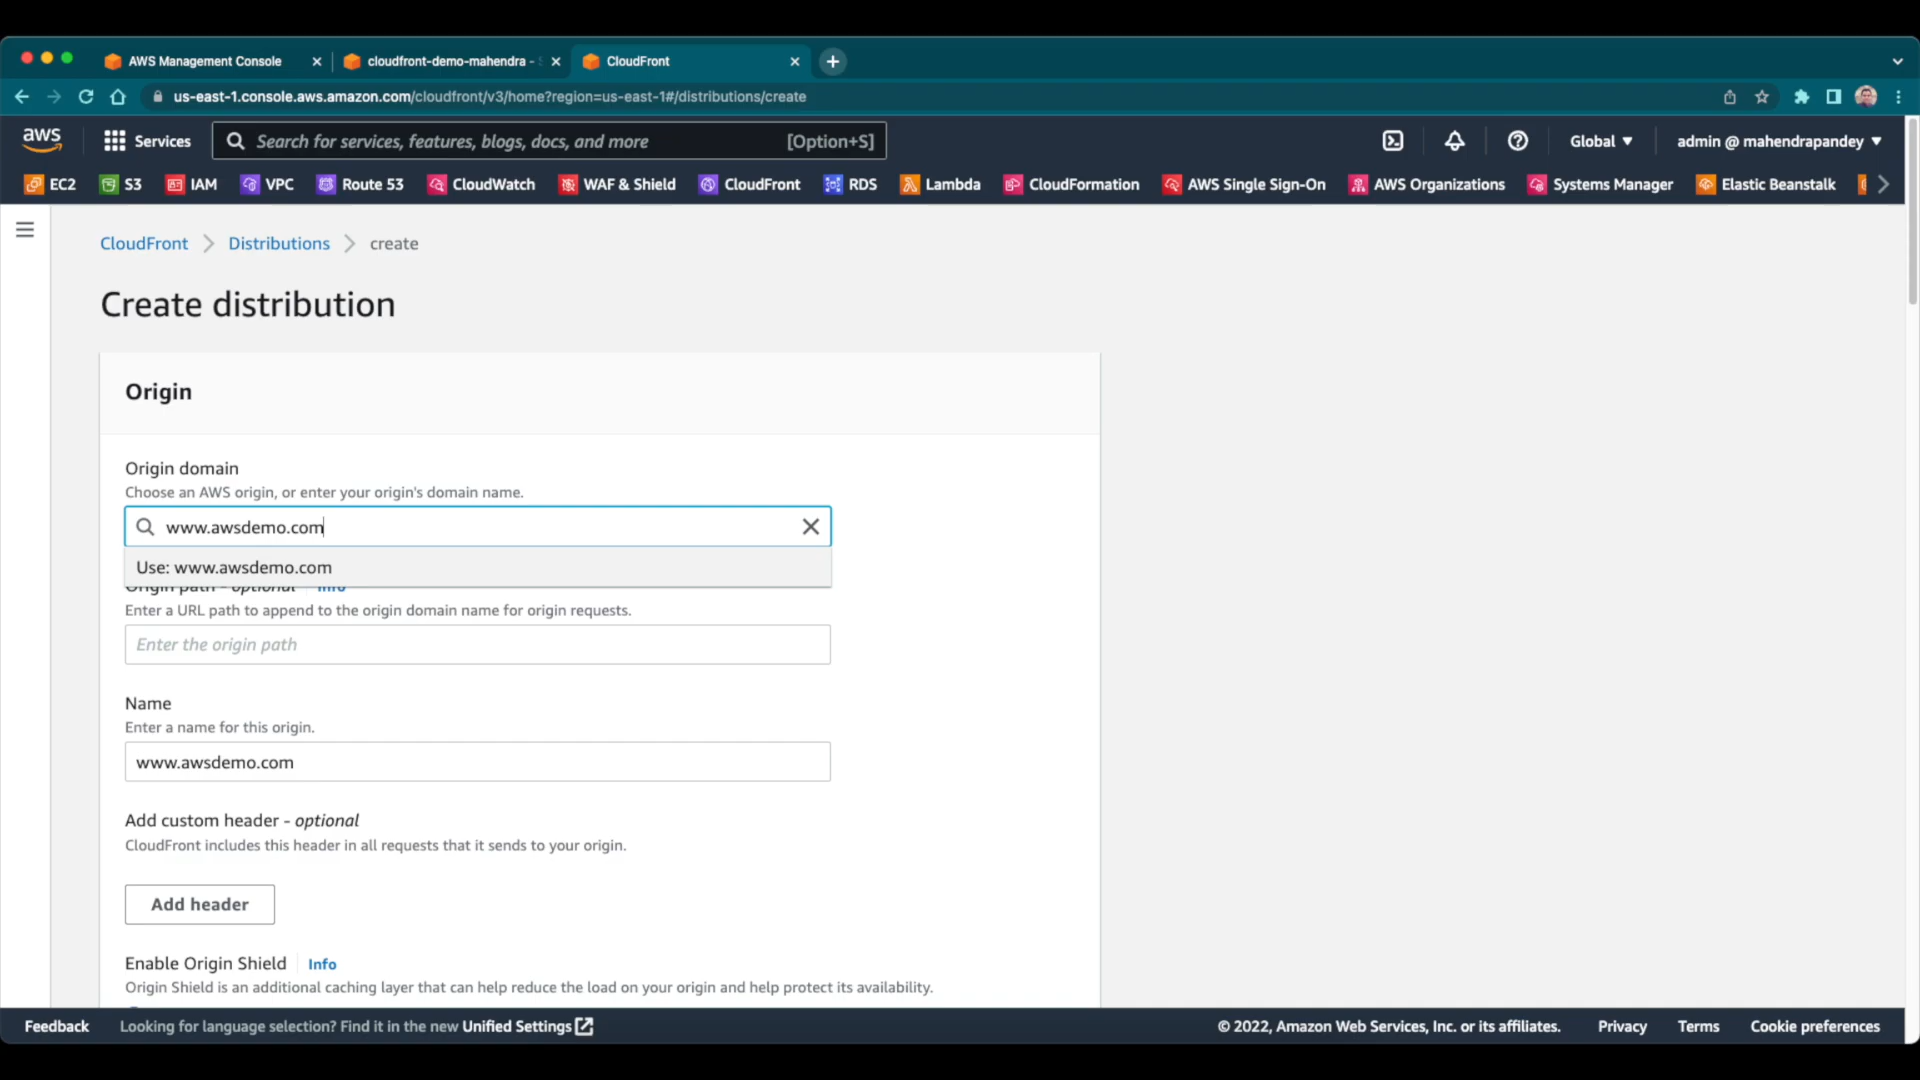 AWS Management Console
cloudfront-demo-mahendra - S
CloudFront
us-east-1.console.aws.amazon.com/cloudfront/v3/home?region=us-east-1#/distributions/create
aws
Services
Search for services, features, blogs, docs, and more
[Option+S]
Global
admin @ mahendrapandey
EC2
S3
IAM
VPC
Route 53
CloudWatch
WAF & Shield
CloudFront
RDS
Lambda
CloudFormation
AWS Single Sign-On
AWS Organizations
Systems Manager
Elastic Beanstalk
CloudFront
Distributions
create
Create distribution
Origin
Origin domain
Choose an AWS origin, or enter your origin's domain name.
www.awsdemo.com
Use: www.awsdemo.com
Origin path - optional Info
Enter a URL path to append to the origin domain name for origin requests.
Enter the origin path
Name
Enter a name for this origin.
www.awsdemo.com
Add custom header - optional
CloudFront includes this header in all requests that it sends to your origin.
Add header
Enable Origin Shield Info
Origin Shield is an additional caching layer that can help reduce the load on your origin and help protect its availability.
Feedback
Looking for language selection? Find it in the new Unified Settings
© 2022, Amazon Web Services, Inc. or its affiliates.
Privacy
Terms
Cookie preferences